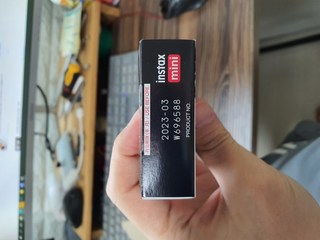 instax
mini
2023-03
W696588
PRODUCT NO.